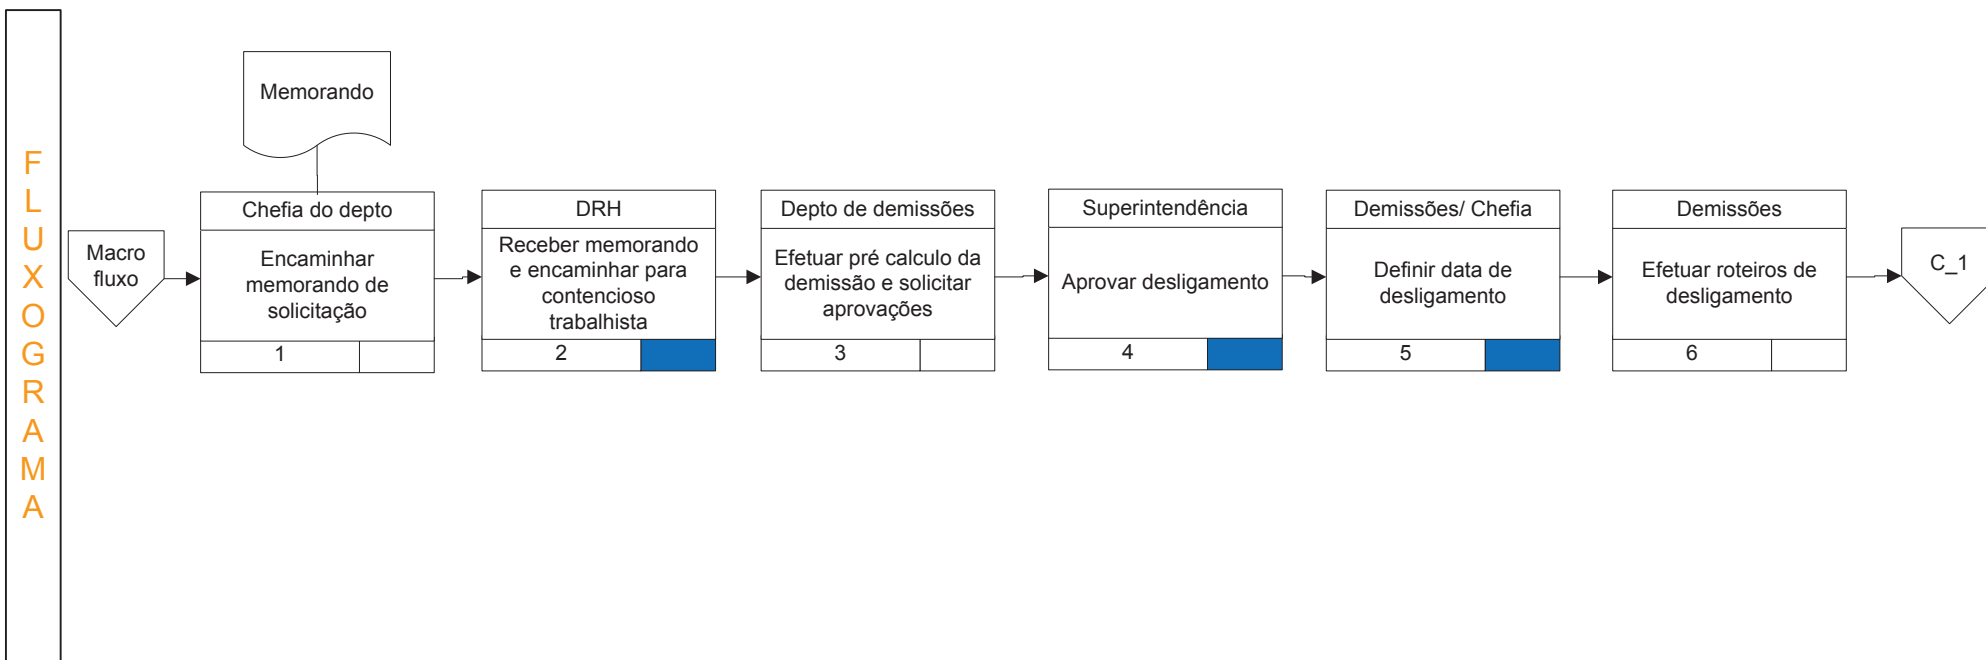 FLUXOGRAMA
Memorando
Macro
fluxo
Chefia do depto
Encaminhar
memorando de
solicitação
1
DRH
Receber memorando
e encaminhar para
contencioso
trabalhista
2
Depto de demissões
Efetuar pré calculo da
demissão e solicitar
aprovações
3
Superintendência
Aprovar desligamento
4
Demissões/ Chefia
Definir data de
desligamento
5
Demissões
Efetuar roteiros de
desligamento
6
C_1